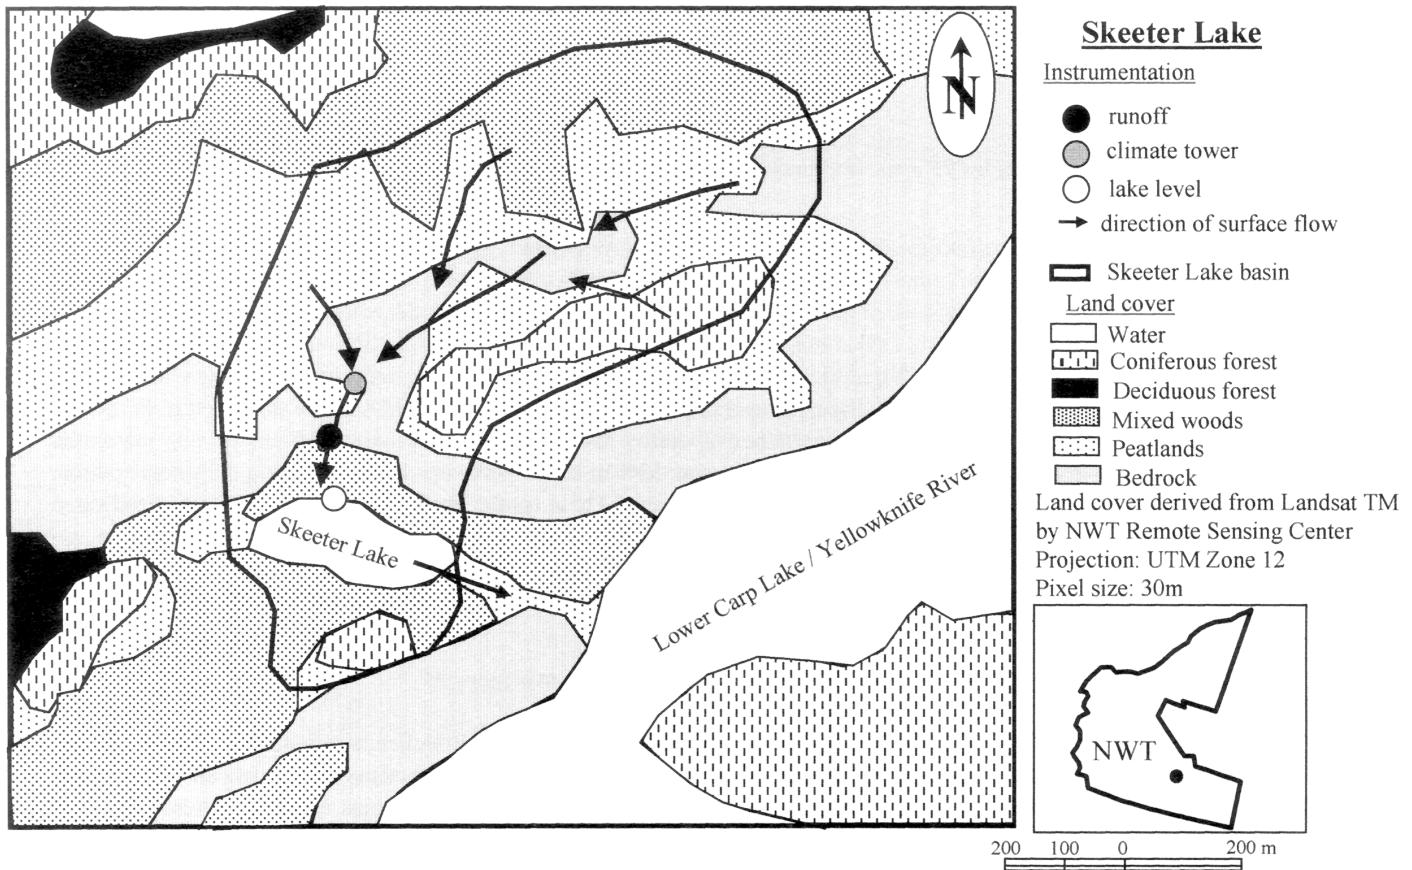 N
Skeeter Lake
Lower Carp Lake / Yellowknife River
Skeeter Lake
Instrumentation
runoff
climate tower
lake level
direction of surface flow
Skeeter Lake basin
Land cover
Water
Coniferous forest
Deciduous forest
Mixed woods
Peatlands
Bedrock
Land cover derived from Landsat TM
by NWT Remote Sensing Center
Projection: UTM Zone 12
Pixel size: 30m
NWT
200 100 0 200 m